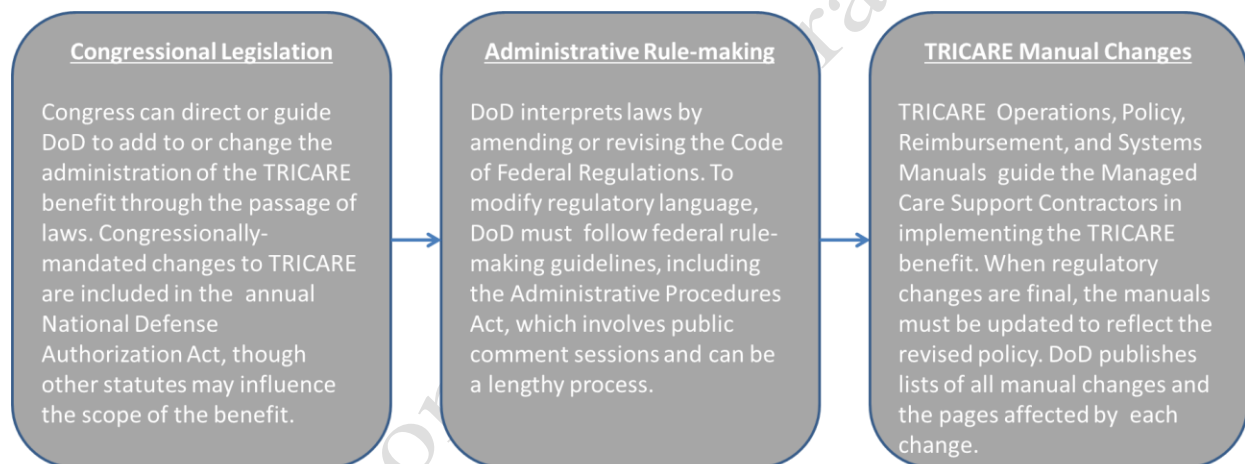 Congressional Legislation
Congress can direct or guide
DoD to add to or change the
administration of the TRICARE
benefit through the passage of
laws. Congressionally-
mandated changes to TRICARE
are included in the  annual
National Defense
Authorization Act, though
other statutes may influence
the scope of the benefit.
Administrative Rule-making
DoD interprets laws by
amending or revising the Code
of Federal Regulations. To
modify regulatory language,
DoD must  follow federal rule-
making guidelines, including
the Administrative Procedures
Act, which involves public
comment sessions and can be
a lengthy process.
TRICARE Manual Changes
TRICARE Operations, Policy,
Reimbursement, and Systems
Manuals  guide the Managed
Care Support Contractors in
implementing the TRICARE
benefit. When regulatory
changes are final, the manuals
must be updated to reflect the
revised policy. DoD publishes
lists of all manual changes and
the pages affected by  each
change.